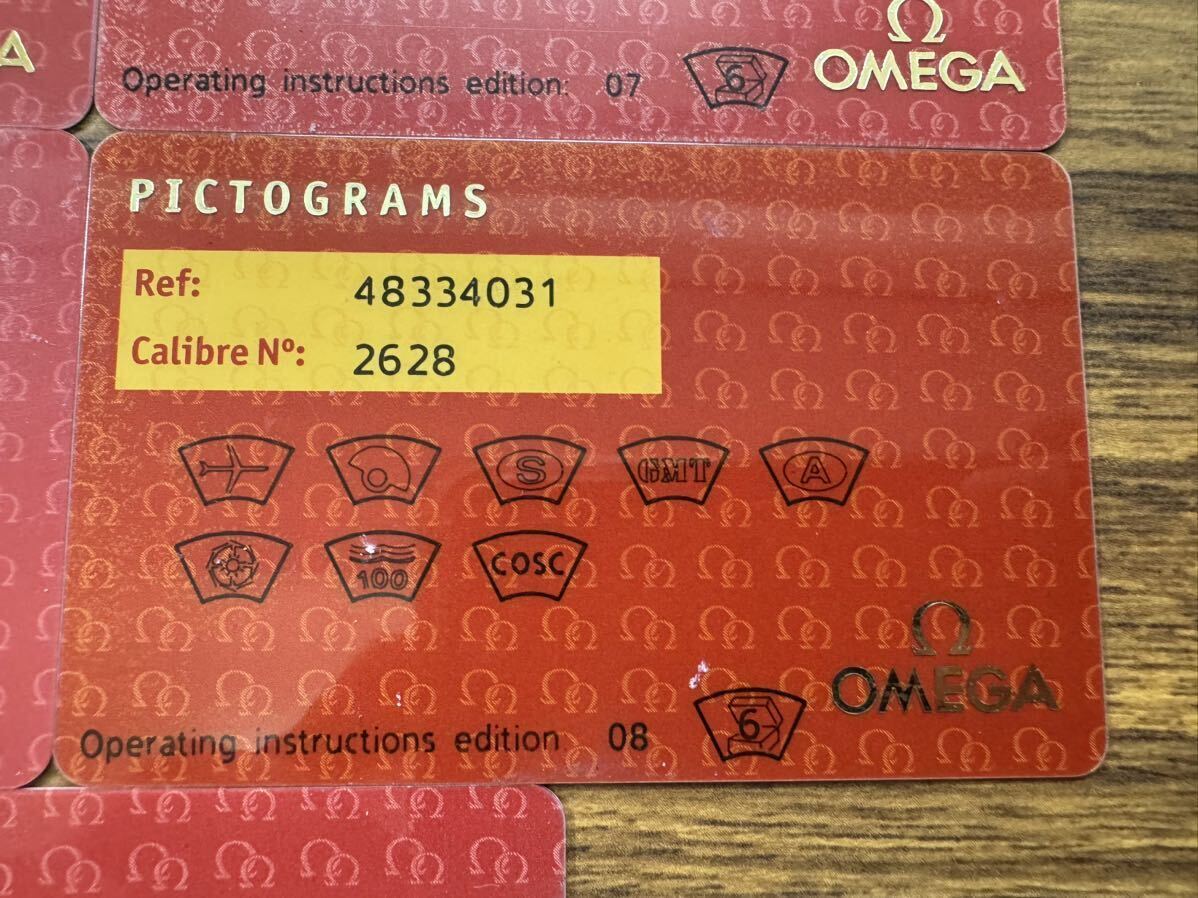 A
Operating instructions edition: 07
6
Ω
OMEGA
PICTOGRAMS
Ref: 48334031
Calibre Nº: 2628
S GMT A
100 COSC
Ω
OMEGA
Operating instructions edition 08
6